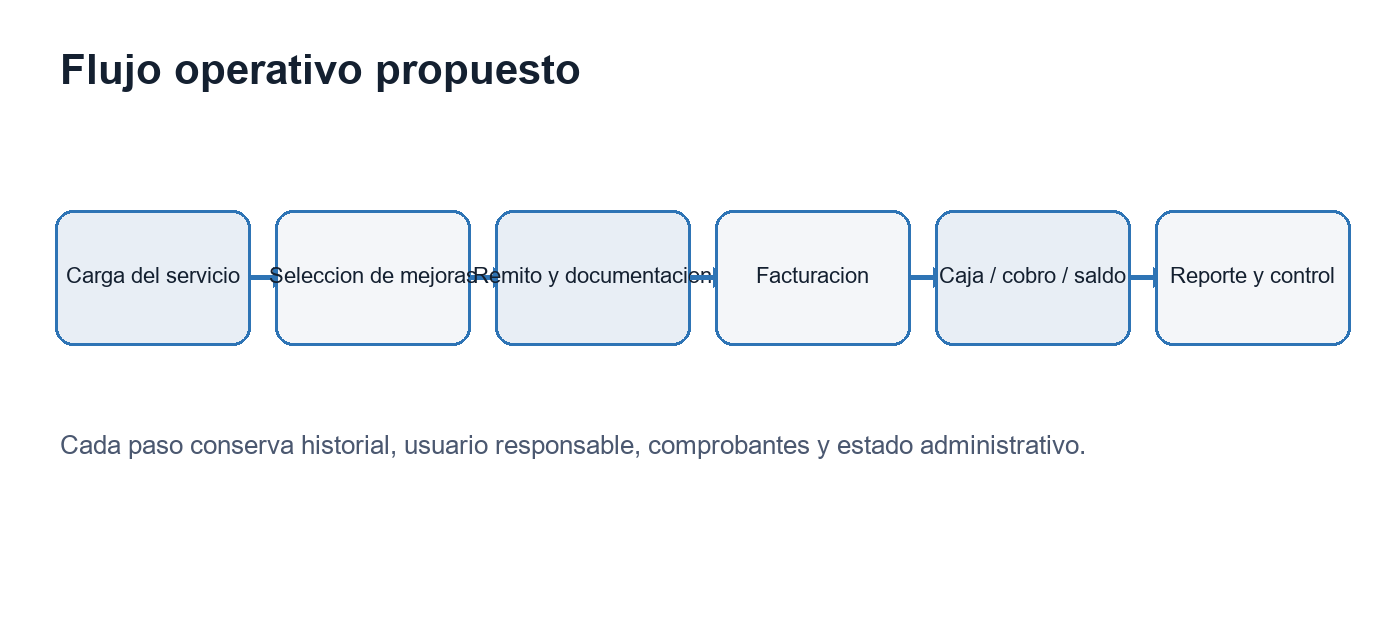 Flujo operativo propuesto
Carga del servicio
Seleccion de mejoras
Remito y documentacion
Facturacion
Caja / cobro / saldo
Reporte y control
Cada paso conserva historial, usuario responsable, comprobantes y estado administrativo.